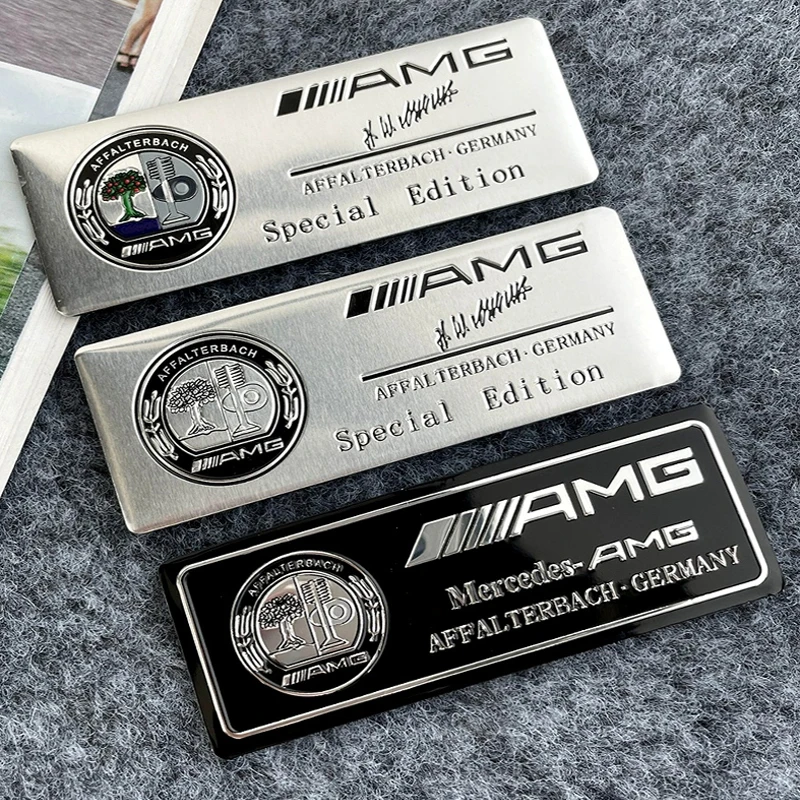 AMG
AFFALTERBACH·GERMANY
Special Edition
AFFALTERBACH
AMG
AMG
AFFALTERBACH·GERMANY
Special Edition
AFFALTERBACH
AMG
AMG
Mercedes-AMG
AFFALTERBACH·GERMANY
AFFALTERBACH
AMG